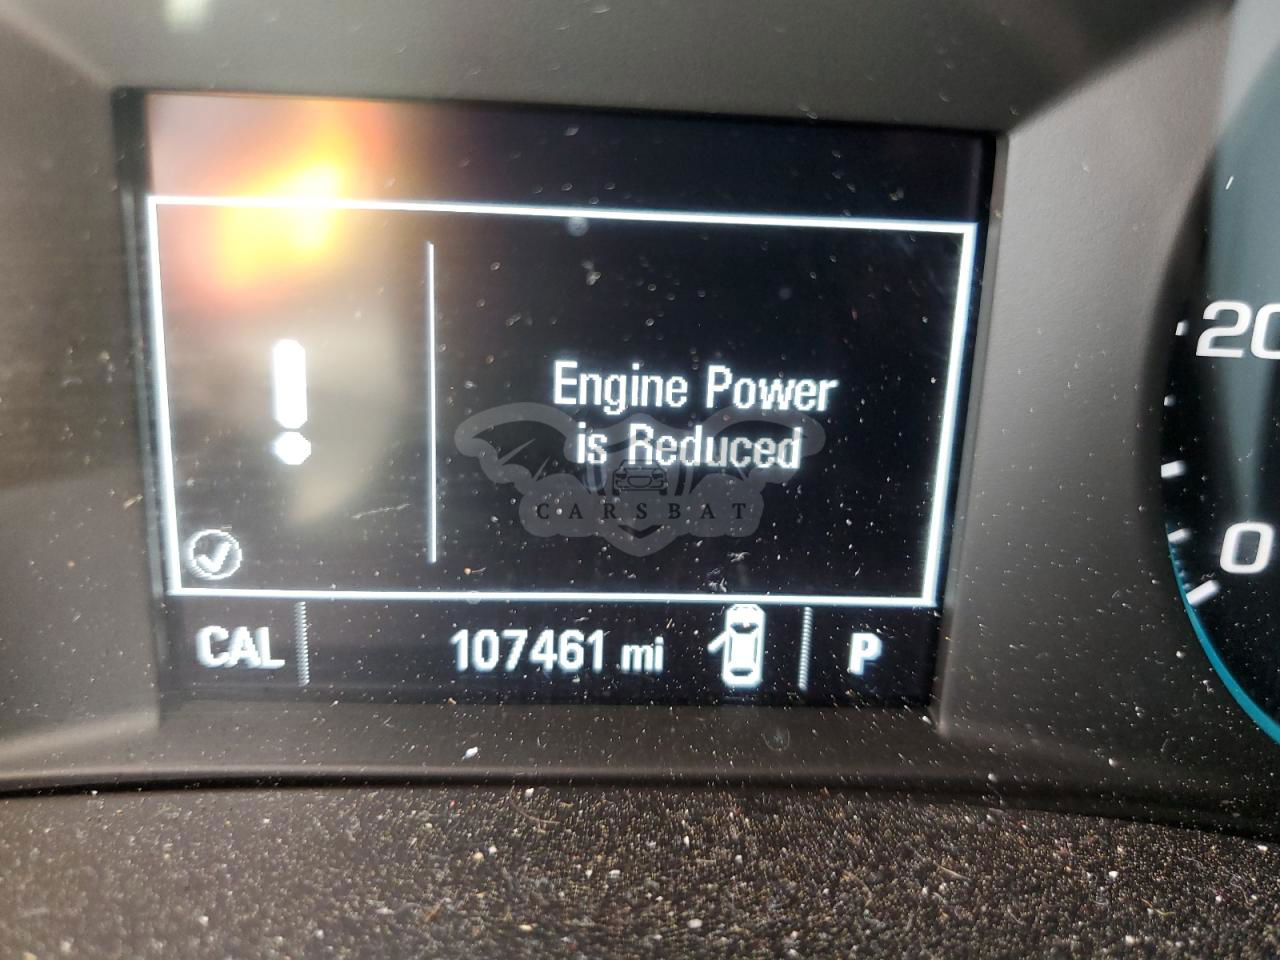 Engine Power
is Reduced
CARSBAT
CAL
107461 mi
P
20
0